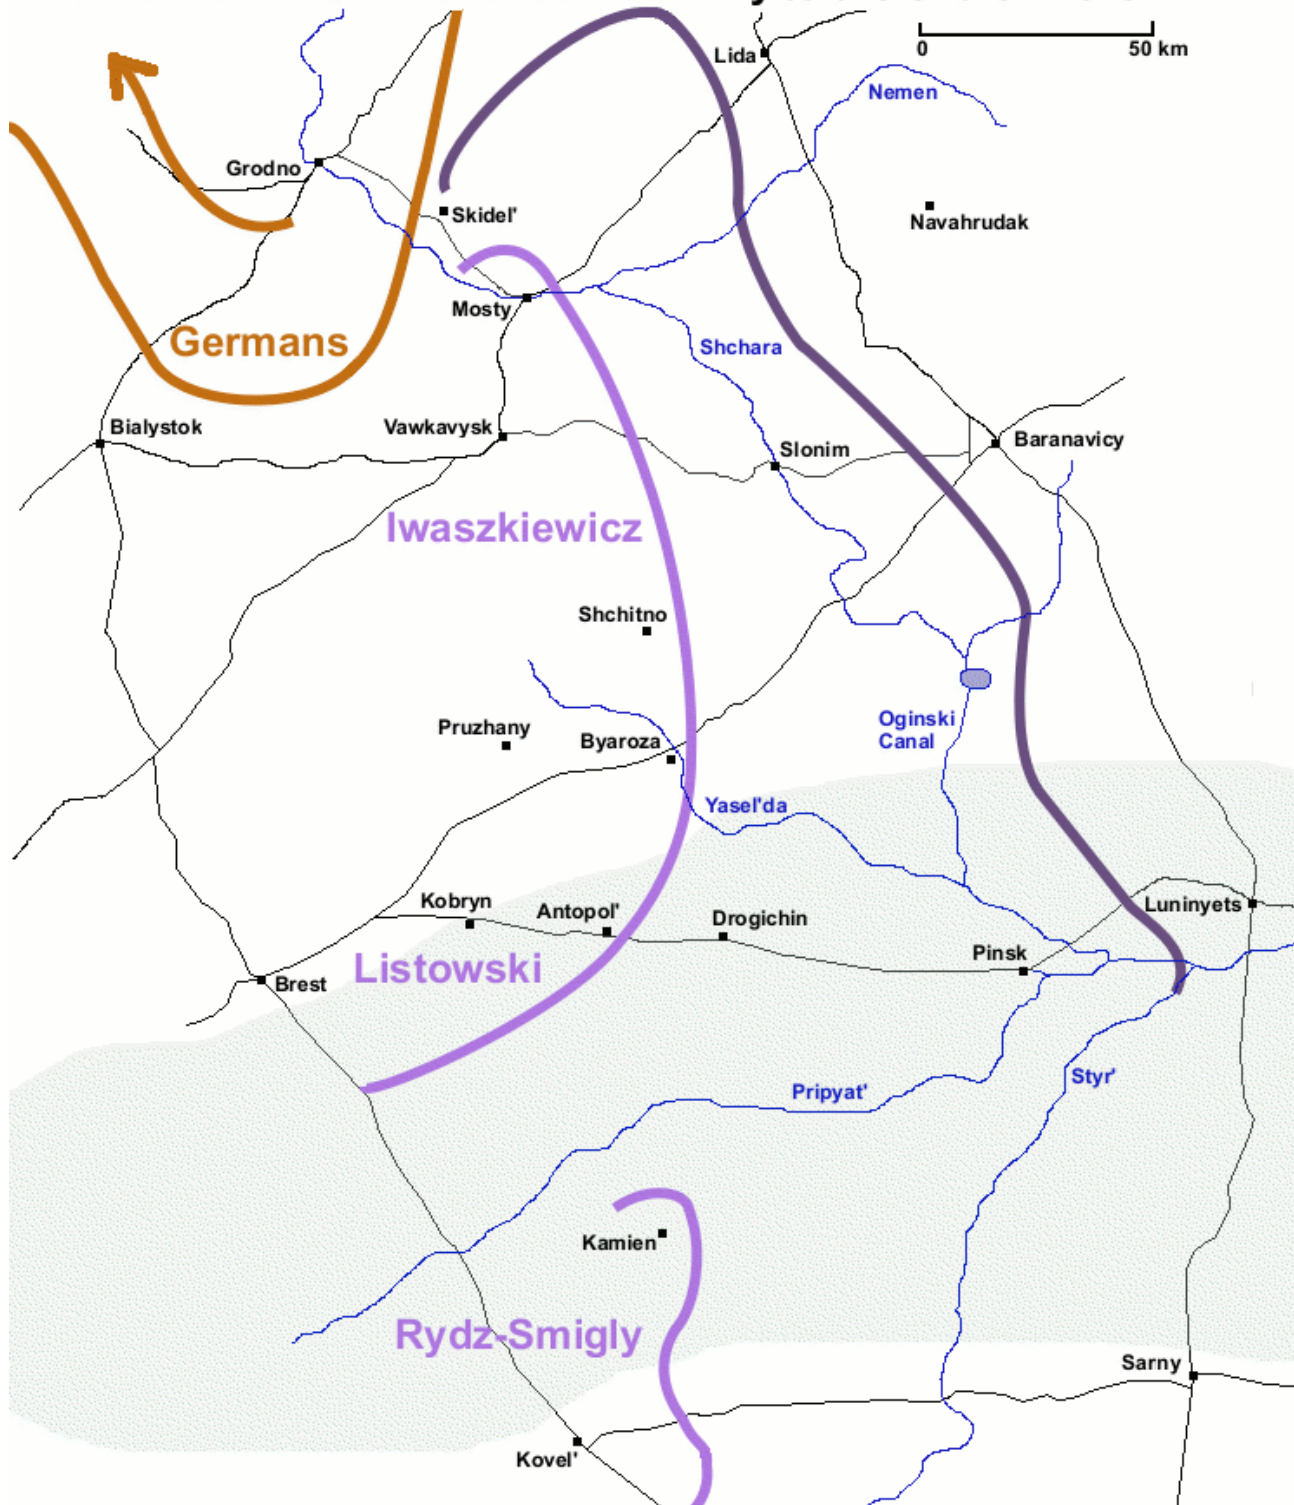 Lida
0
50 km
Nemen
Grodno
Skidel'
Navahrudak
Mosty
Germans
Shchara
Bialystok
Vawkavysk
Slonim
Baranavicy
Iwaszkiewicz
Shchitno
Pruzhany
Byaroza
Oginski
Canal
Yasel'da
Kobryn
Antopol'
Drogichin
Luninyets
Pinsk
Listowski
Brest
Pripyat'
Styr'
Kamien
Rydz-Smigly
Sarny
Kovel'